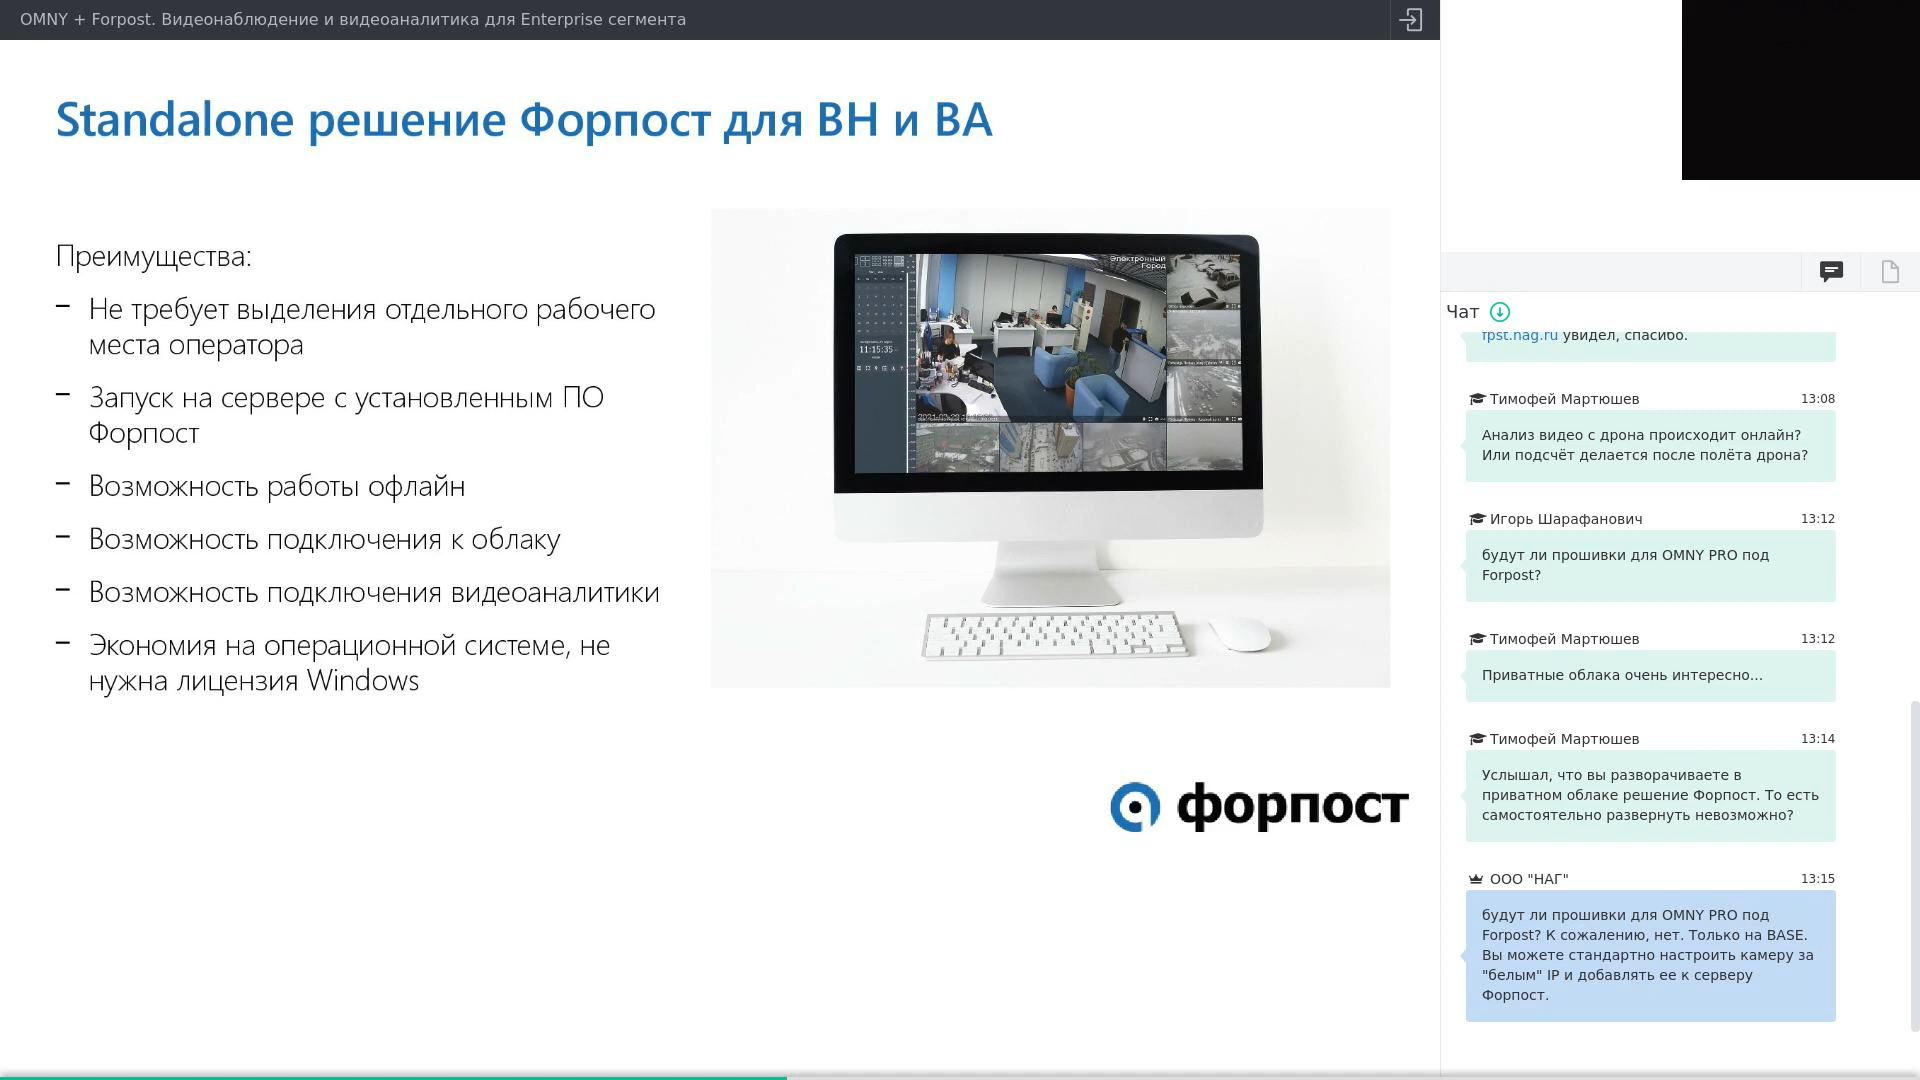 OMNY + Forpost. Видеонаблюдение и видеоаналитика для Enterprise сегмента
Standalone решение Форпост для ВН и ВА
Преимущества:
− Не требует выделения отдельного рабочего
места оператора
− Запуск на сервере с установленным ПО
Форпост
− Возможность работы офлайн
− Возможность подключения к облаку
− Возможность подключения видеоаналитики
− Экономия на операционной системе, не
нужна лицензия Windows
Электронный
Город
11:15:35
форпост
Чат
fpst.nag.ru увидел, спасибо.
Тимофей Мартюшев 13:08
Анализ видео с дрона происходит онлайн?
Или подсчёт делается после полёта дрона?
Игорь Шарафанович 13:12
будут ли прошивки для OMNY PRO под
Forpost?
Тимофей Мартюшев 13:12
Приватные облака очень интересно...
Тимофей Мартюшев 13:14
Услышал, что вы разворачиваете в
приватном облаке решение Форпост. То есть
самостоятельно развернуть невозможно?
ООО "НАГ" 13:15
будут ли прошивки для OMNY PRO под
Forpost? К сожалению, нет. Только на BASE.
Вы можете стандартно настроить камеру за
"белым" IP и добавлять ее к серверу
Форпост.